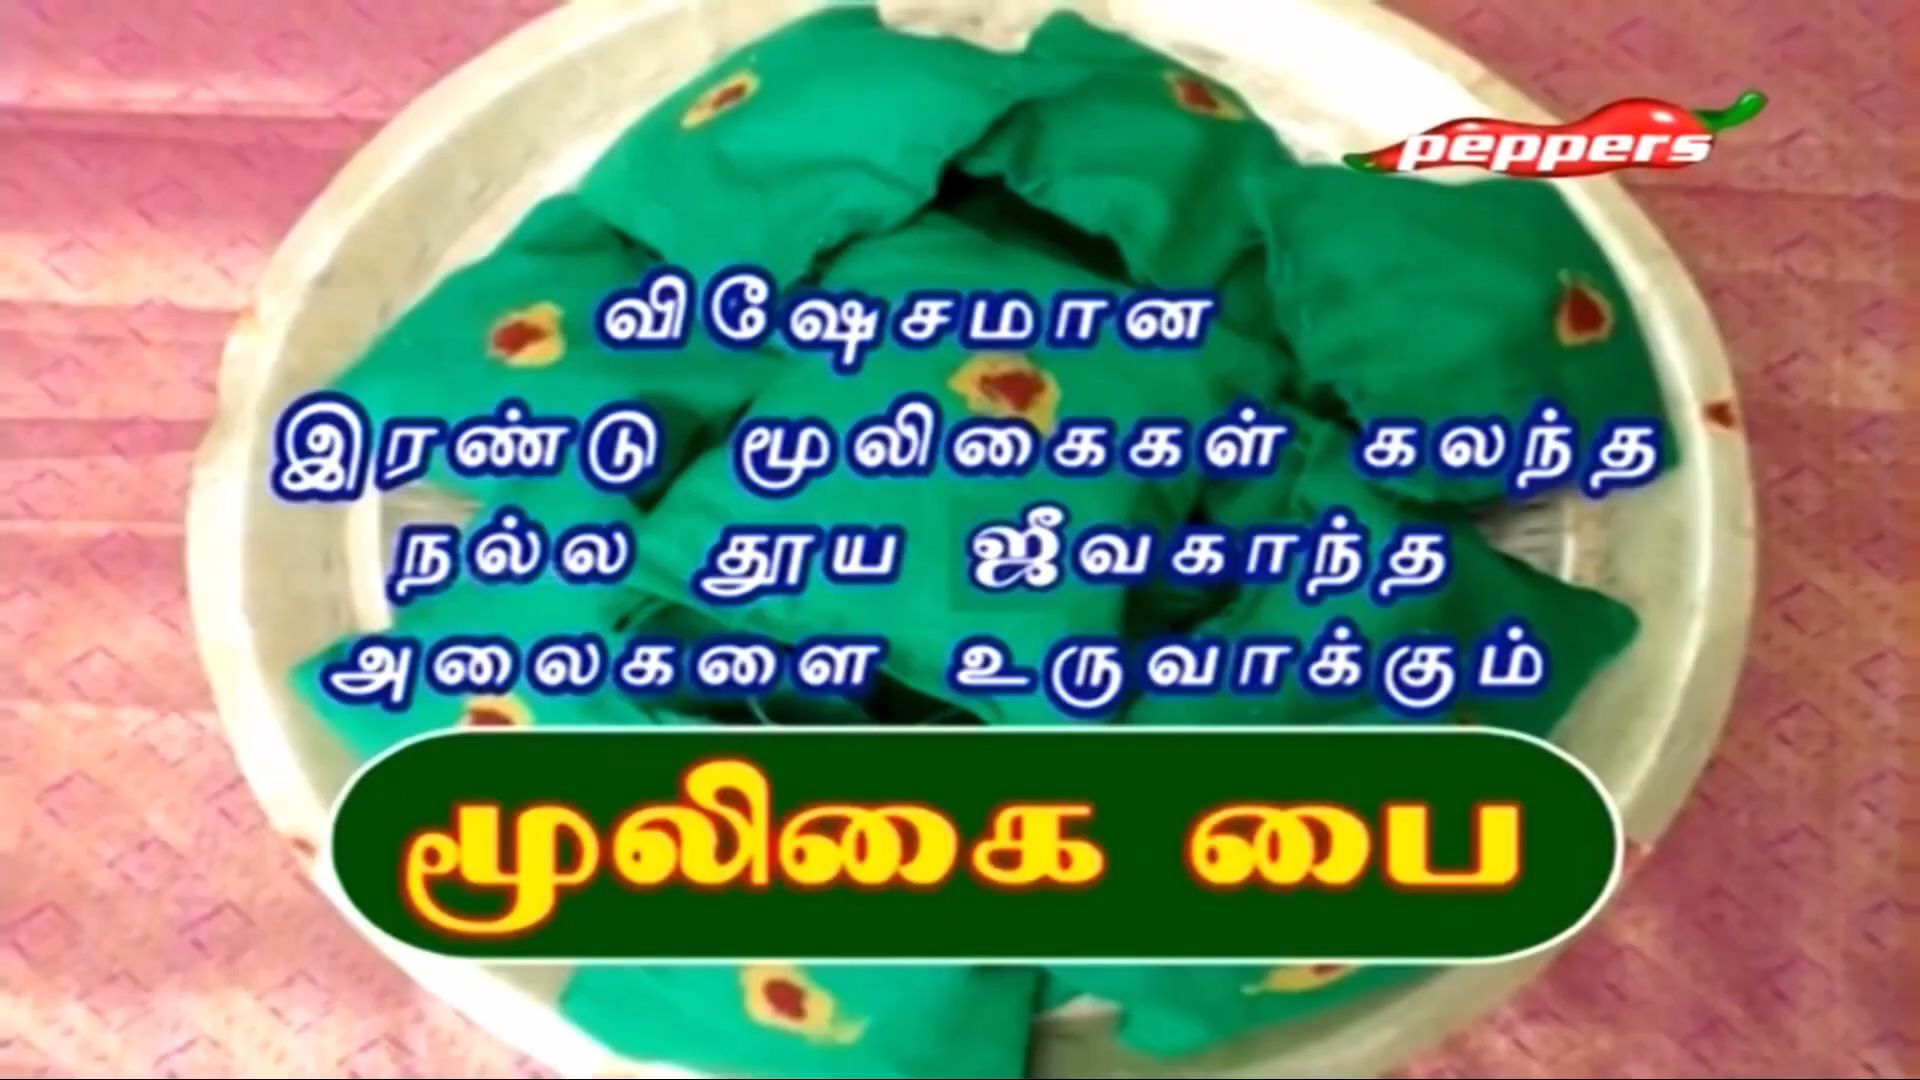 peppers
விஷேசமான
இரண்டு மூலிகைகள் கலந்த
நல்ல தூய ஜீவகாந்த
அலைகளை உருவாக்கும்
மூலிகை பை